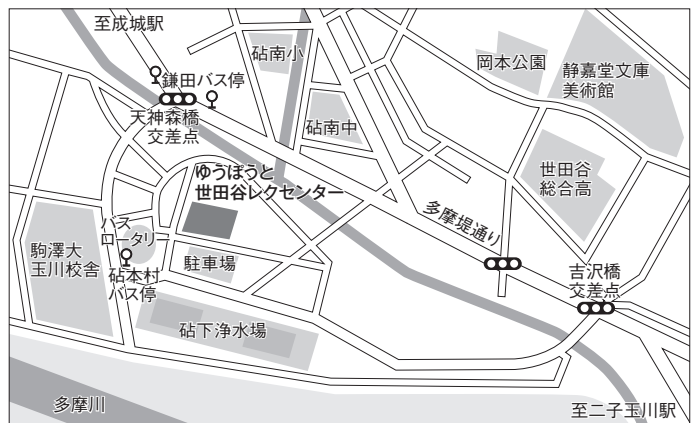 至成城駅
砧南小
岡本公園
静嘉堂文庫
美術館
鎌田バス停
天神森橋
交差点
砧南中
世田谷
総合高
ゆうぽうと
世田谷レクセンター
多摩堤通り
バス
ロータリー
駒澤大
玉川校舎
砧本村
バス停
駐車場
吉沢橋
交差点
砧下浄水場
多摩川
至二子玉川駅